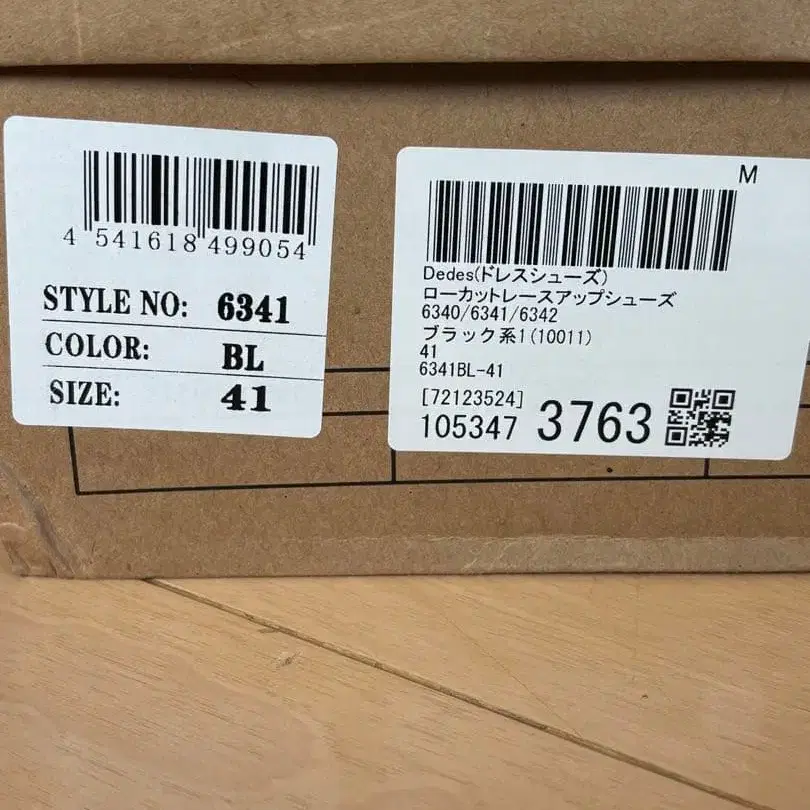 4 541618 499054
STYLE NO: 6341
COLOR: BL
SIZE: 41
M
Dedes(ドレスシューズ)
ローカットレースアップシューズ
6340/6341/6342
ブラック系1(10011)
41
6341BL-41
[72123524]
105347 3763